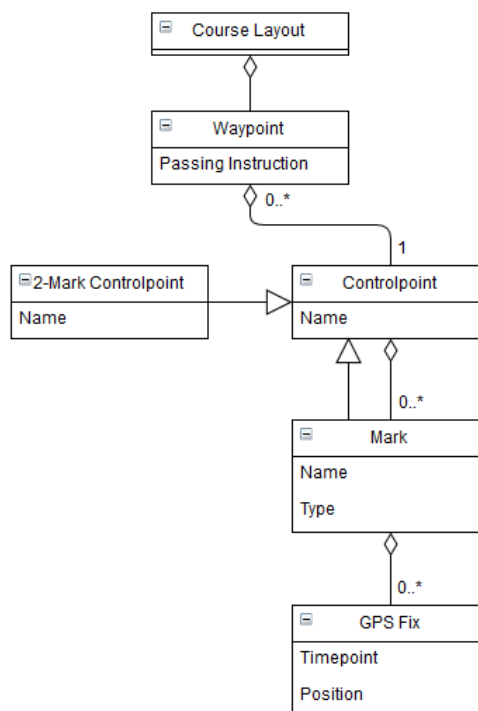 Course Layout
Waypoint
Passing Instruction
0..*
1
2-Mark Controlpoint
Name
Controlpoint
Name
0..*
Mark
Name
Type
0..*
GPS Fix
Timepoint
Position